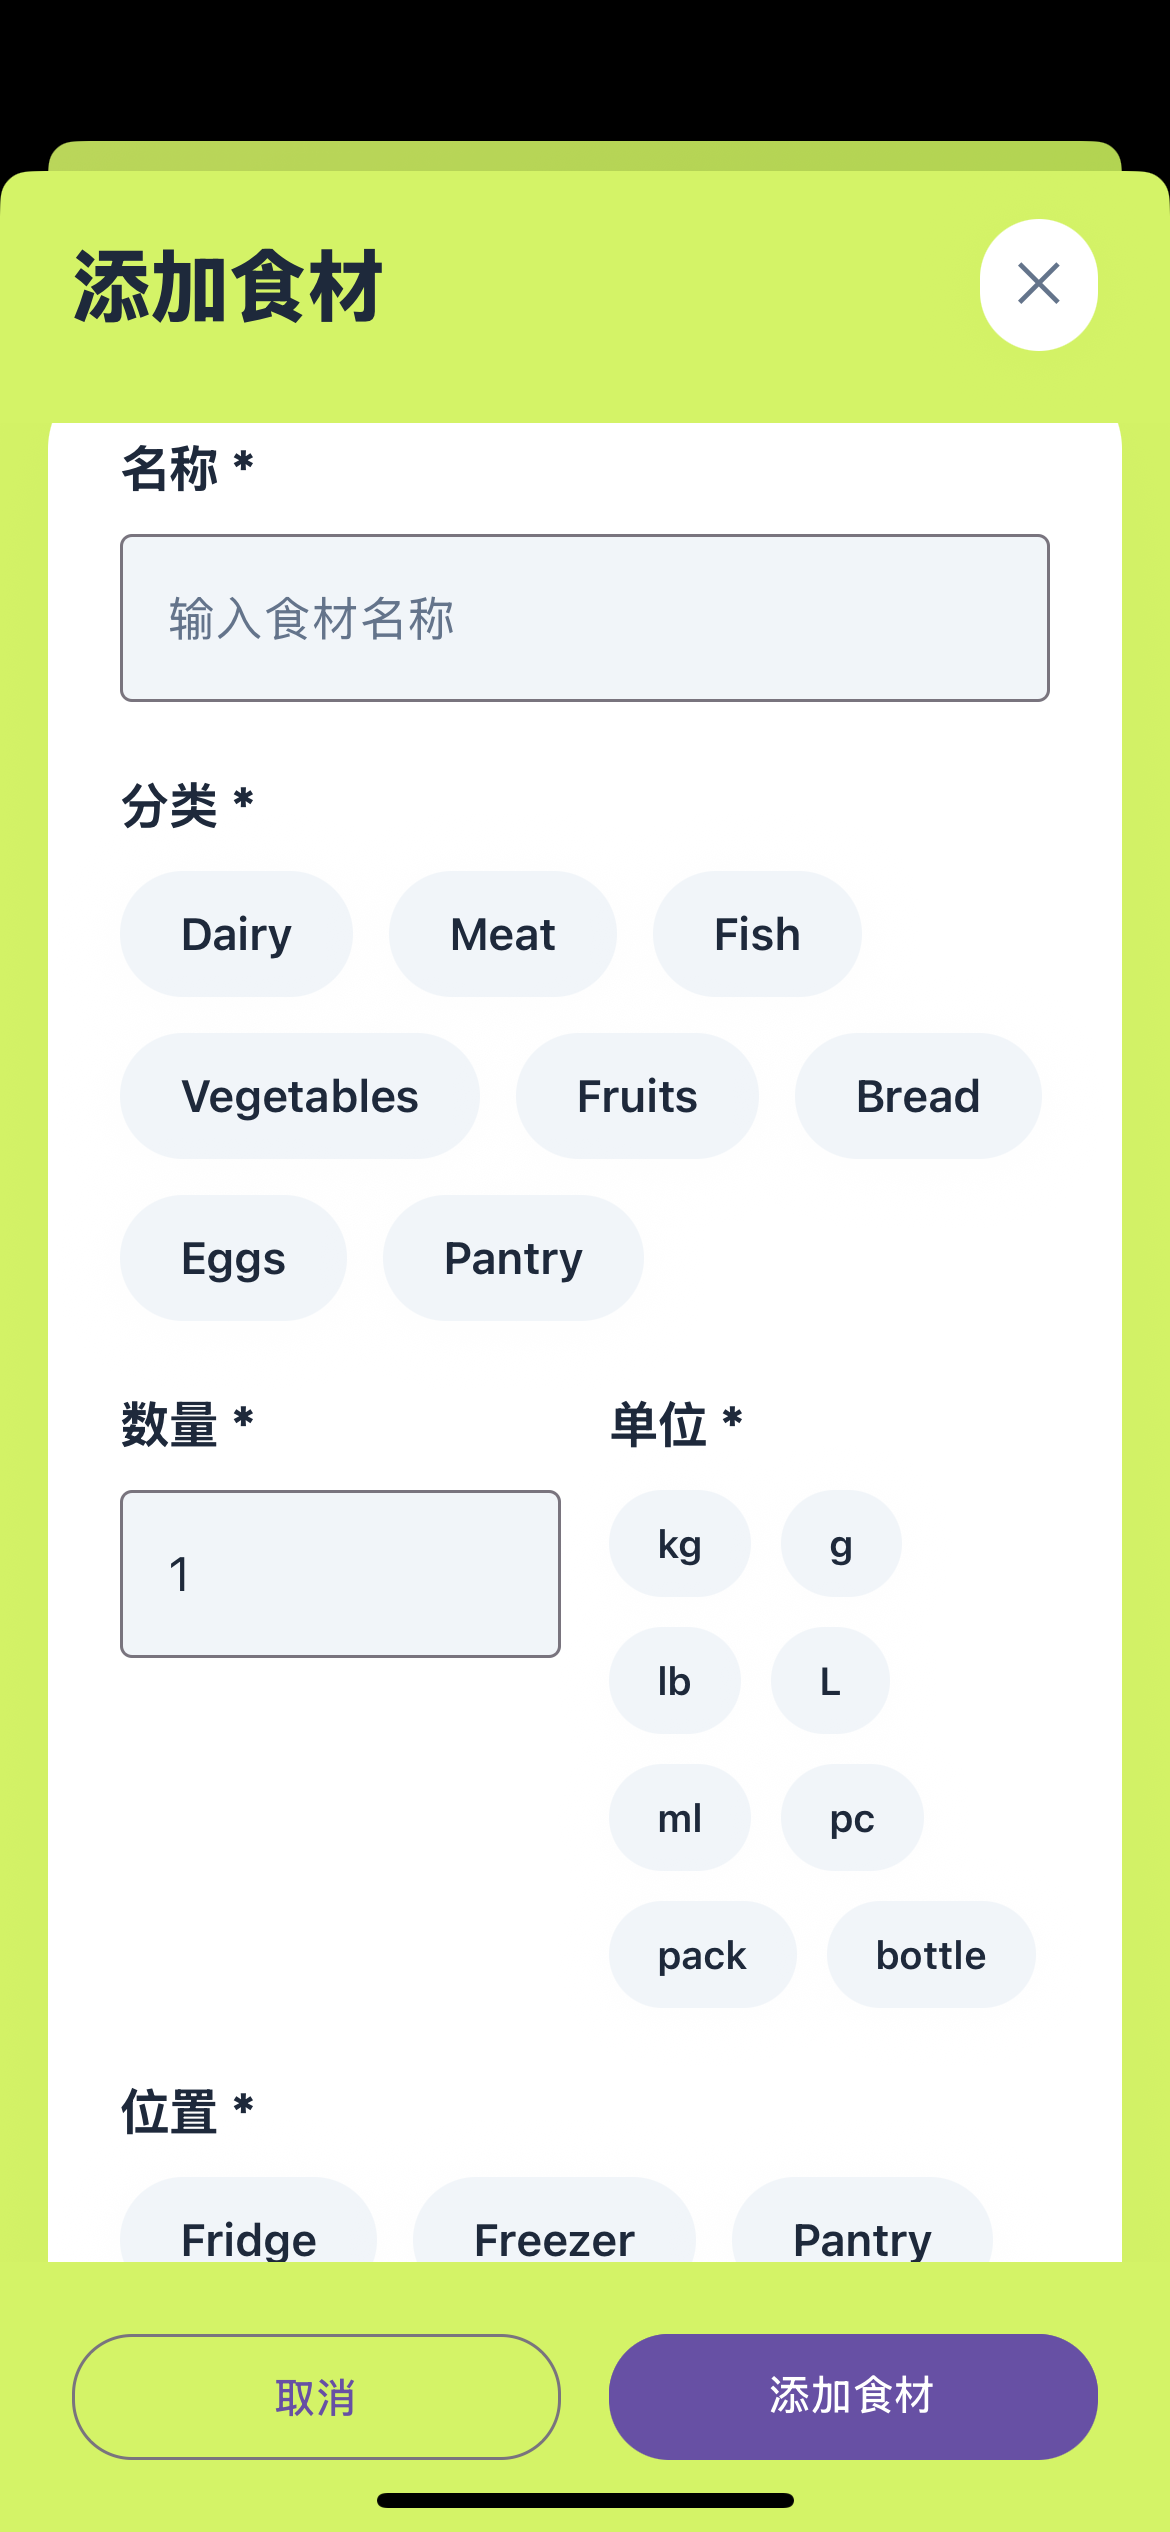 添加食材
名称 *
输入食材名称
分类 *
Dairy Meat Fish
Vegetables Fruits Bread
Eggs Pantry
数量 * 单位 *
1
kg g
lb L
ml pc
pack bottle
位置 *
Fridge Freezer Pantry
取消 添加食材